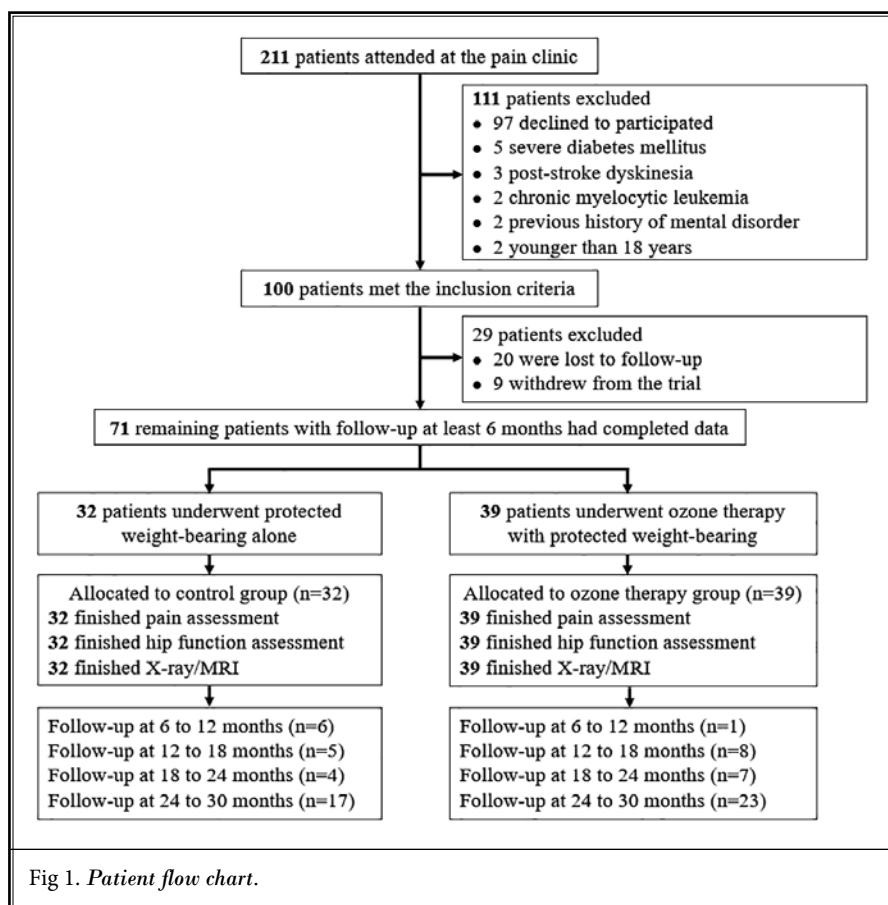 211 patients attended at the pain clinic
111 patients excluded
• 97 declined to participated
• 5 severe diabetes mellitus
• 3 post-stroke dyskinesia
• 2 chronic myelocytic leukemia
• 2 previous history of mental disorder
• 2 younger than 18 years
100 patients met the inclusion criteria
29 patients excluded
• 20 were lost to follow-up
• 9 withdrew from the trial
71 remaining patients with follow-up at least 6 months had completed data
32 patients underwent protected
weight-bearing alone
39 patients underwent ozone therapy
with protected weight-bearing
Allocated to control group (n=32)
32 finished pain assessment
32 finished hip function assessment
32 finished X-ray/MRI
Allocated to ozone therapy group (n=39)
39 finished pain assessment
39 finished hip function assessment
39 finished X-ray/MRI
Follow-up at 6 to 12 months (n=6)
Follow-up at 12 to 18 months (n=5)
Follow-up at 18 to 24 months (n=4)
Follow-up at 24 to 30 months (n=17)
Follow-up at 6 to 12 months (n=1)
Follow-up at 12 to 18 months (n=8)
Follow-up at 18 to 24 months (n=7)
Follow-up at 24 to 30 months (n=23)
Fig 1. Patient flow chart.